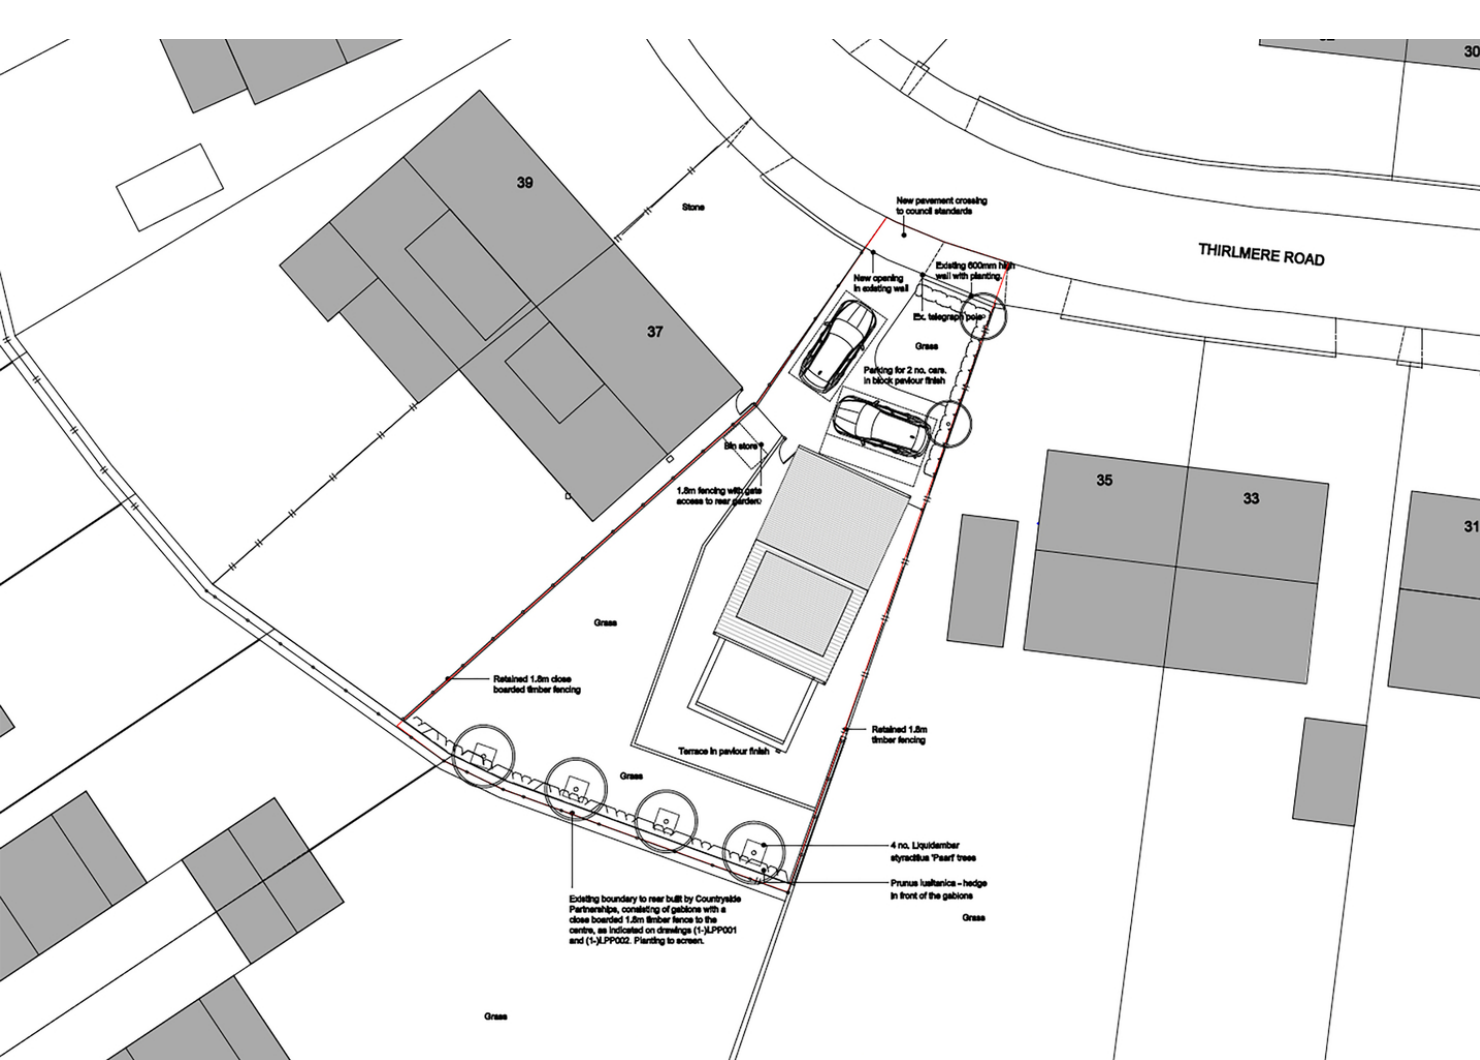 30
39
Stone
New pavement crossing
to council standards
THIRLMERE ROAD
New opening
in existing wall
Existing 600mm high
wall with planting.
Ex. telegraph pole
37
Grass
Parking for 2 no. cars.
in block paviour finish
Bin store
1.8m fencing with gate
access to rear garden
35
33
31
Grass
Retained 1.8m close
boarded timber fencing
Retained 1.8m
timber fencing
Terrace in paviour finish
Grass
4 no. Liquidambar
styraciflua 'Paarl' trees
Prunus lusitanica - hedge
in front of the gabions
Grass
Existing boundary to rear built by Countryside
Partnerships, consisting of gabions with a
close boarded 1.8m timber fence to the
centre, as indicated on drawings (1-)LPP001
and (1-)LPP002. Planting to screen.
Grass